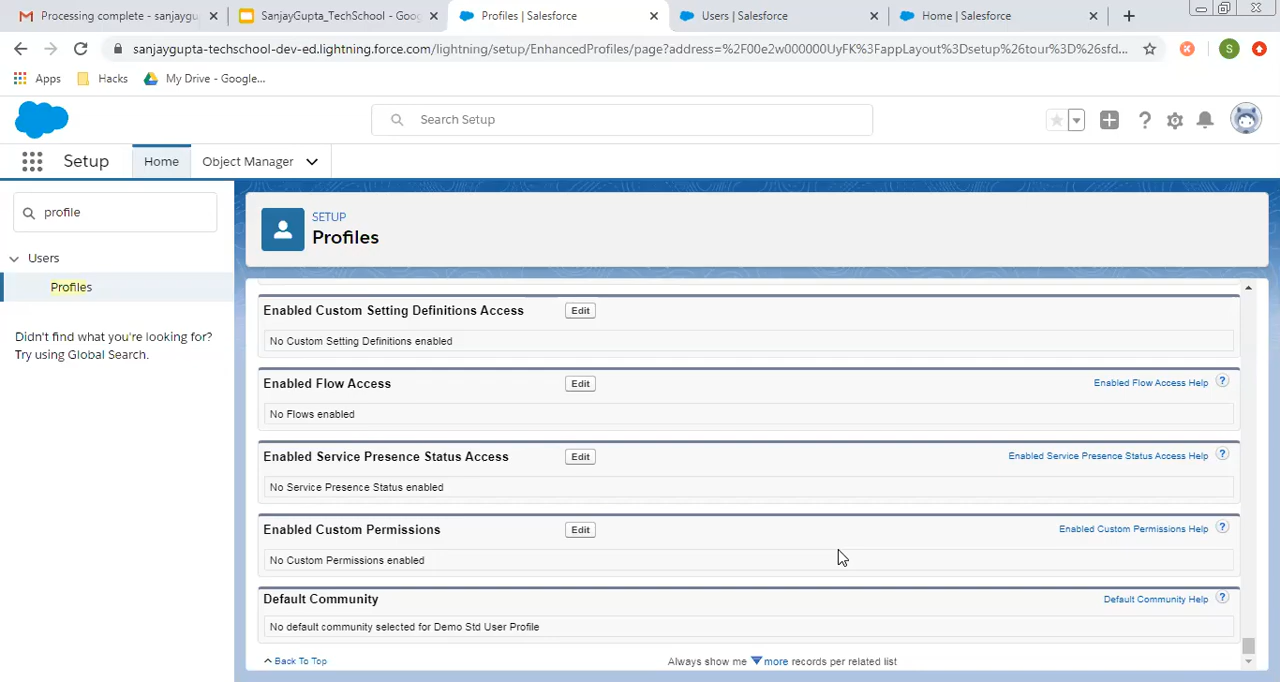 Processing complete - sanjaygu
SanjayGupta_TechSchool - Goog
Profiles | Salesforce
Users | Salesforce
Home | Salesforce
sanjaygupta-techschool-dev-ed.lightning.force.com/lightning/setup/EnhancedProfiles/page?address=%2F00e2w000000UyFK%3FappLayout%3Dsetup%26tour%3D%26sfd...
S
Apps
Hacks
My Drive - Google...
Search Setup
Setup
Home
Object Manager
profile
Users
Profiles
Didn't find what you're looking for?
Try using Global Search.
SETUP
Profiles
Enabled Custom Setting Definitions Access
Edit
No Custom Setting Definitions enabled
Enabled Flow Access
Edit
Enabled Flow Access Help ?
No Flows enabled
Enabled Service Presence Status Access
Edit
Enabled Service Presence Status Access Help ?
No Service Presence Status enabled
Enabled Custom Permissions
Edit
Enabled Custom Permissions Help ?
No Custom Permissions enabled
Default Community
Default Community Help ?
No default community selected for Demo Std User Profile
Back To Top
Always show me more records per related list